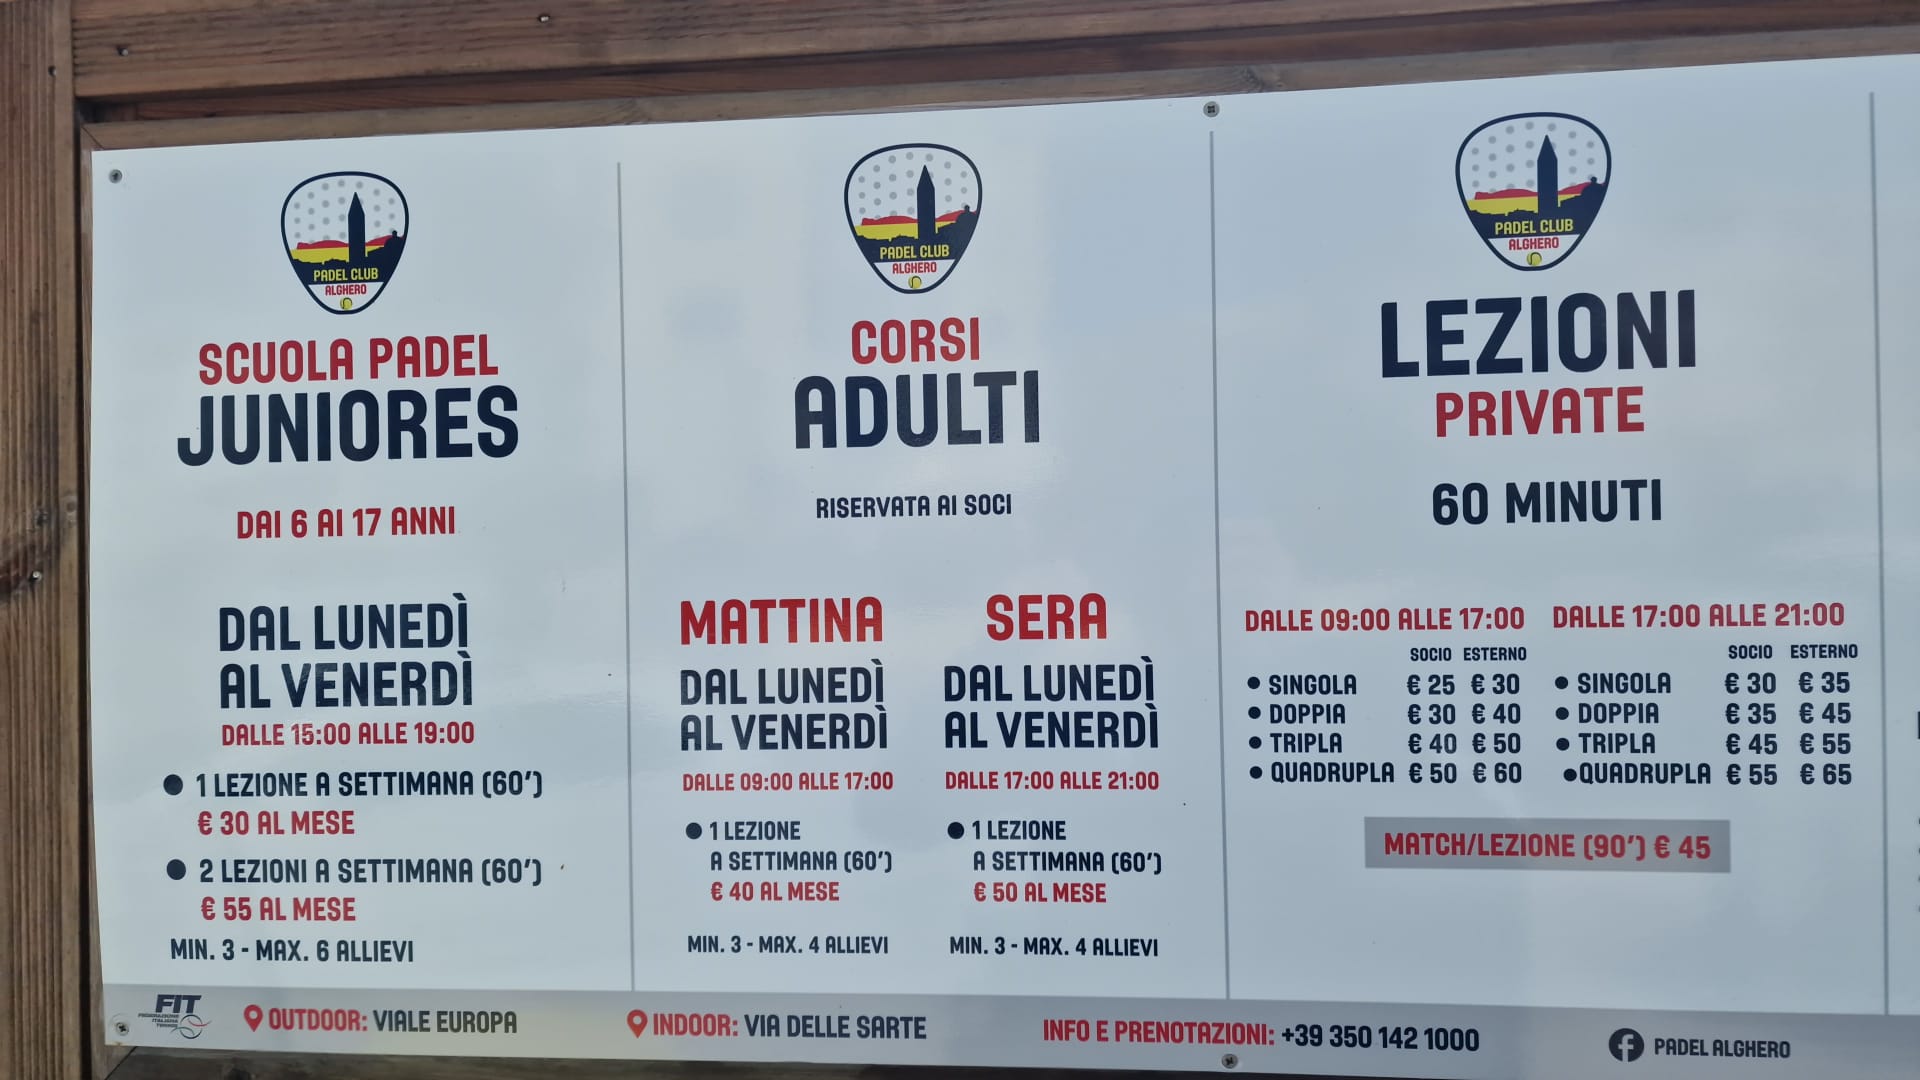 PADEL CLUB
ALGHERO
SCUOLA PADEL
JUNIORES
DAI 6 AI 17 ANNI
DAL LUNEDÌ
AL VENERDÌ
DALLE 15:00 ALLE 19:00
● 1 LEZIONE A SETTIMANA (60')
€ 30 AL MESE
● 2 LEZIONI A SETTIMANA (60')
€ 55 AL MESE
MIN. 3 - MAX. 6 ALLIEVI
PADEL CLUB
ALGHERO
CORSI
ADULTI
RISERVATA AI SOCI
MATTINA
DAL LUNEDÌ
AL VENERDÌ
DALLE 09:00 ALLE 17:00
● 1 LEZIONE
A SETTIMANA (60')
€ 40 AL MESE
MIN. 3 - MAX. 4 ALLIEVI
SERA
DAL LUNEDÌ
AL VENERDÌ
DALLE 17:00 ALLE 21:00
● 1 LEZIONE
A SETTIMANA (60')
€ 50 AL MESE
MIN. 3 - MAX. 4 ALLIEVI
PADEL CLUB
ALGHERO
LEZIONI
PRIVATE
60 MINUTI
DALLE 09:00 ALLE 17:00
SOCIO ESTERNO
● SINGOLA € 25 € 30
● DOPPIA € 30 € 40
● TRIPLA € 40 € 50
● QUADRUPLA € 50 € 60
DALLE 17:00 ALLE 21:00
SOCIO ESTERNO
● SINGOLA € 30 € 35
● DOPPIA € 35 € 45
● TRIPLA € 45 € 55
● QUADRUPLA € 55 € 65
MATCH/LEZIONE (90') € 45
FIT
FEDERAZIONE
ITALIANA
TENNIS
OUTDOOR: VIALE EUROPA
INDOOR: VIA DELLE SARTE
INFO E PRENOTAZIONI: +39 350 142 1000
PADEL ALGHERO